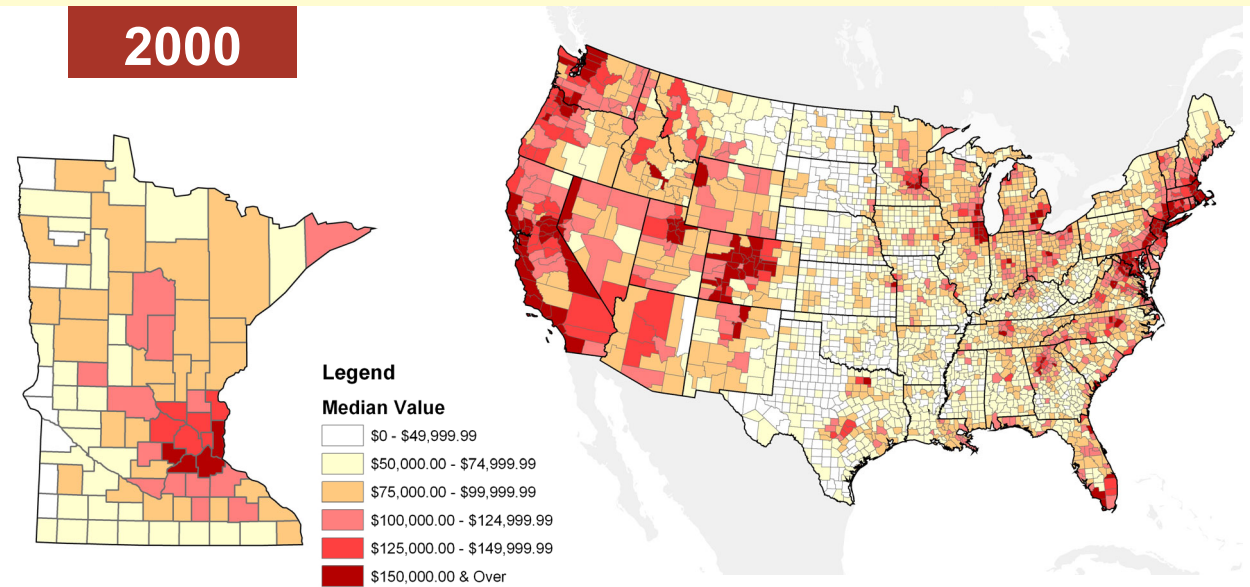 2000
Legend
Median Value
$0 - $49,999.99
$50,000.00 - $74,999.99
$75,000.00 - $99,999.99
$100,000.00 - $124,999.99
$125,000.00 - $149,999.99
$150,000.00 & Over